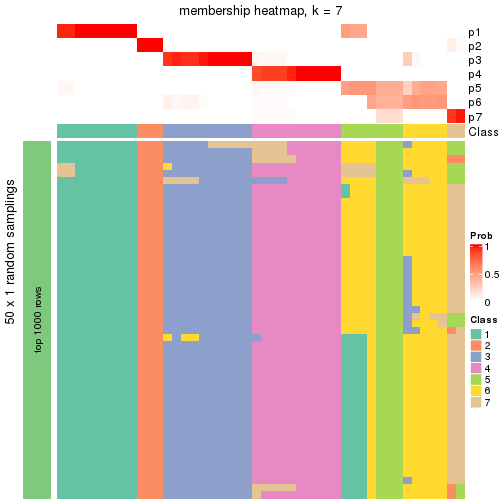 membership heatmap, k = 7
p1
p2
p3
p4
p5
p6
p7
Class
50 x 1 random samplings
top 1000 rows
Prob
1
0.5
0
Class
1
2
3
4
5
6
7